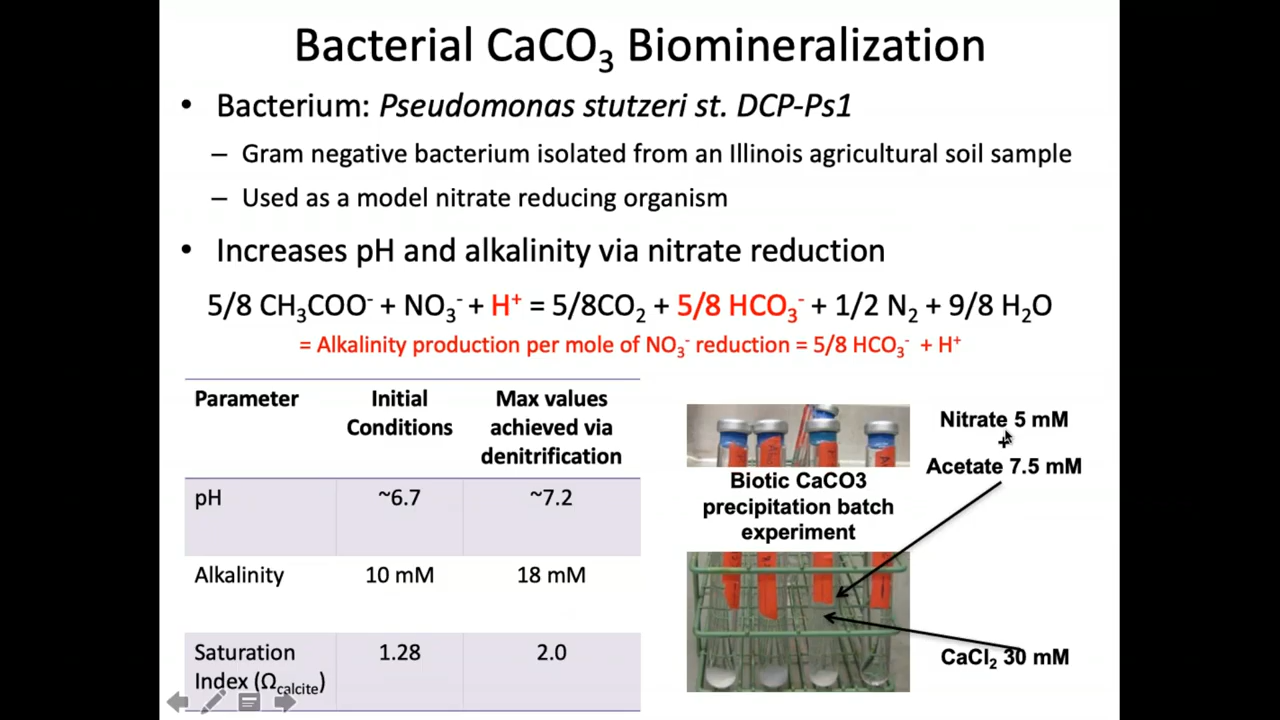 Bacterial CaCO₃ Biomineralization
• Bacterium: Pseudomonas stutzeri st. DCP-Ps1
– Gram negative bacterium isolated from an Illinois agricultural soil sample
– Used as a model nitrate reducing organism
• Increases pH and alkalinity via nitrate reduction
5/8 CH₃COO⁻ + NO₃⁻ + H⁺ = 5/8CO₂ + 5/8 HCO₃⁻ + 1/2 N₂ + 9/8 H₂O
= Alkalinity production per mole of NO₃⁻ reduction = 5/8 HCO₃⁻ + H⁺
Parameter Initial Conditions Max values achieved via denitrification
pH ~6.7 ~7.2
Alkalinity 10 mM 18 mM
Saturation Index (Ω꜀ₐₗ꜀ᵢₜₑ) 1.28 2.0
Biotic CaCO3
precipitation batch
experiment
Nitrate 5 mM
+
Acetate 7.5 mM
CaCl₂ 30 mM